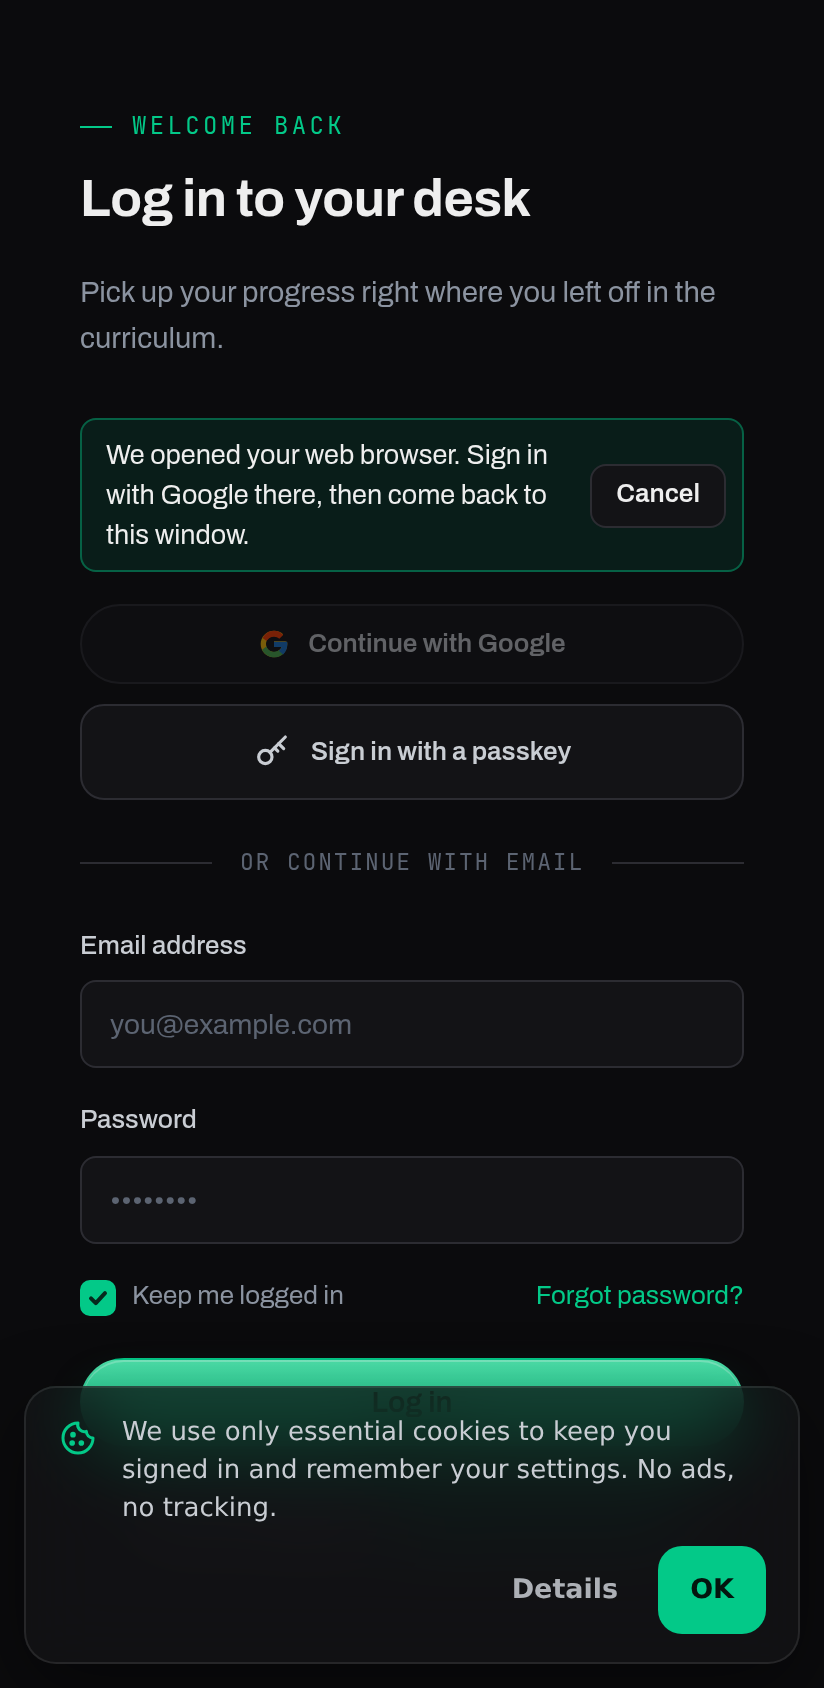 WELCOME BACK
Log in to your desk
Pick up your progress right where you left off in the
curriculum.
We opened your web browser. Sign in
with Google there, then come back to
this window.
Cancel
Continue with Google
Sign in with a passkey
OR CONTINUE WITH EMAIL
Email address
you@example.com
Password
••••••••
Keep me logged in
Forgot password?
Log in
We use only essential cookies to keep you
signed in and remember your settings. No ads,
no tracking.
Details
OK